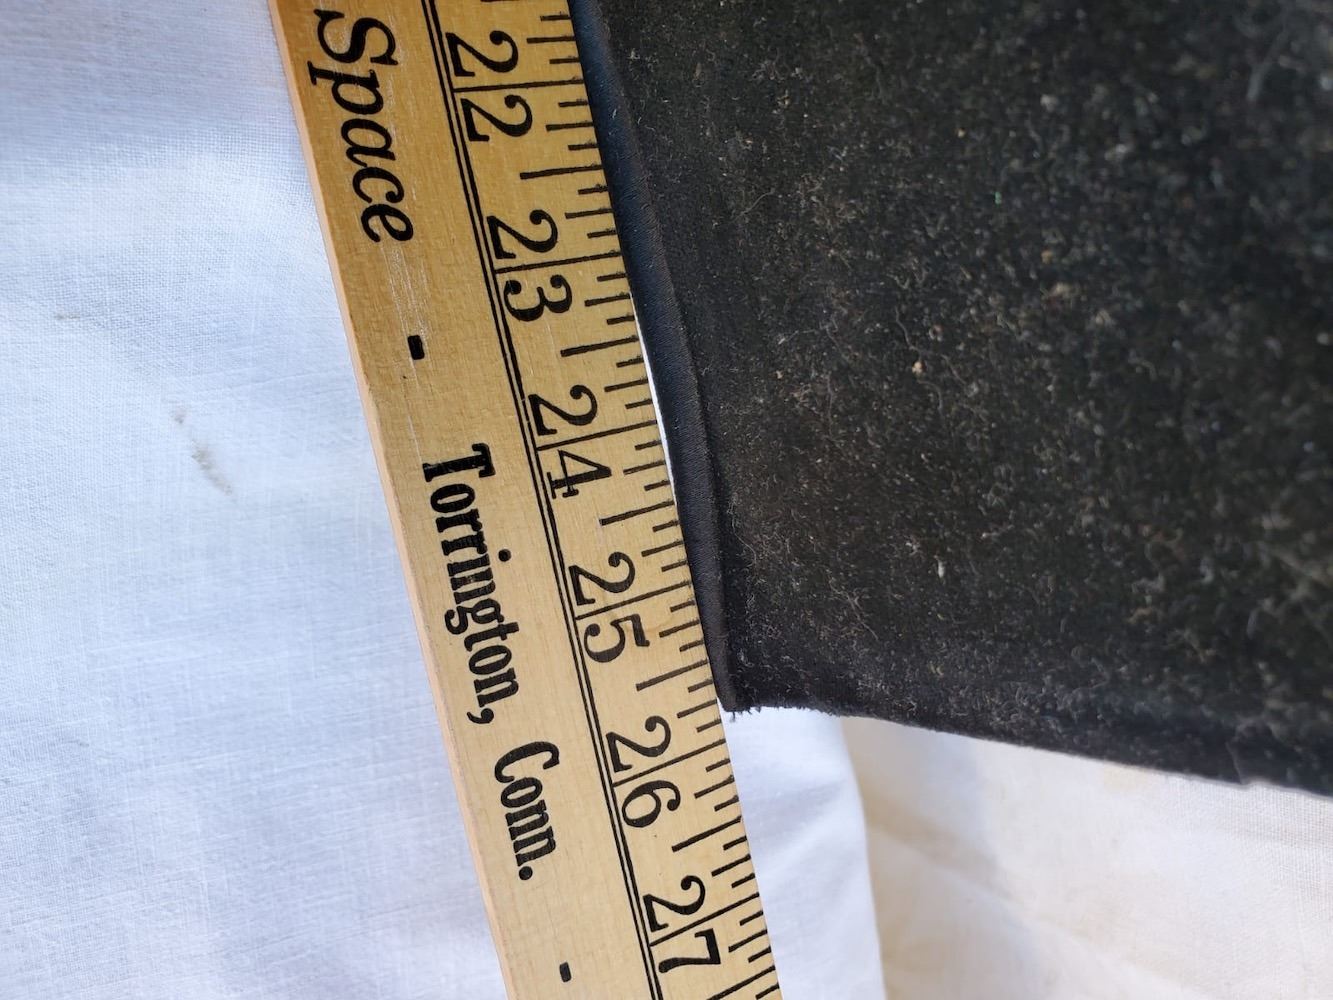 Space - Torrington, Conn. -
22 23 24 25 26 27